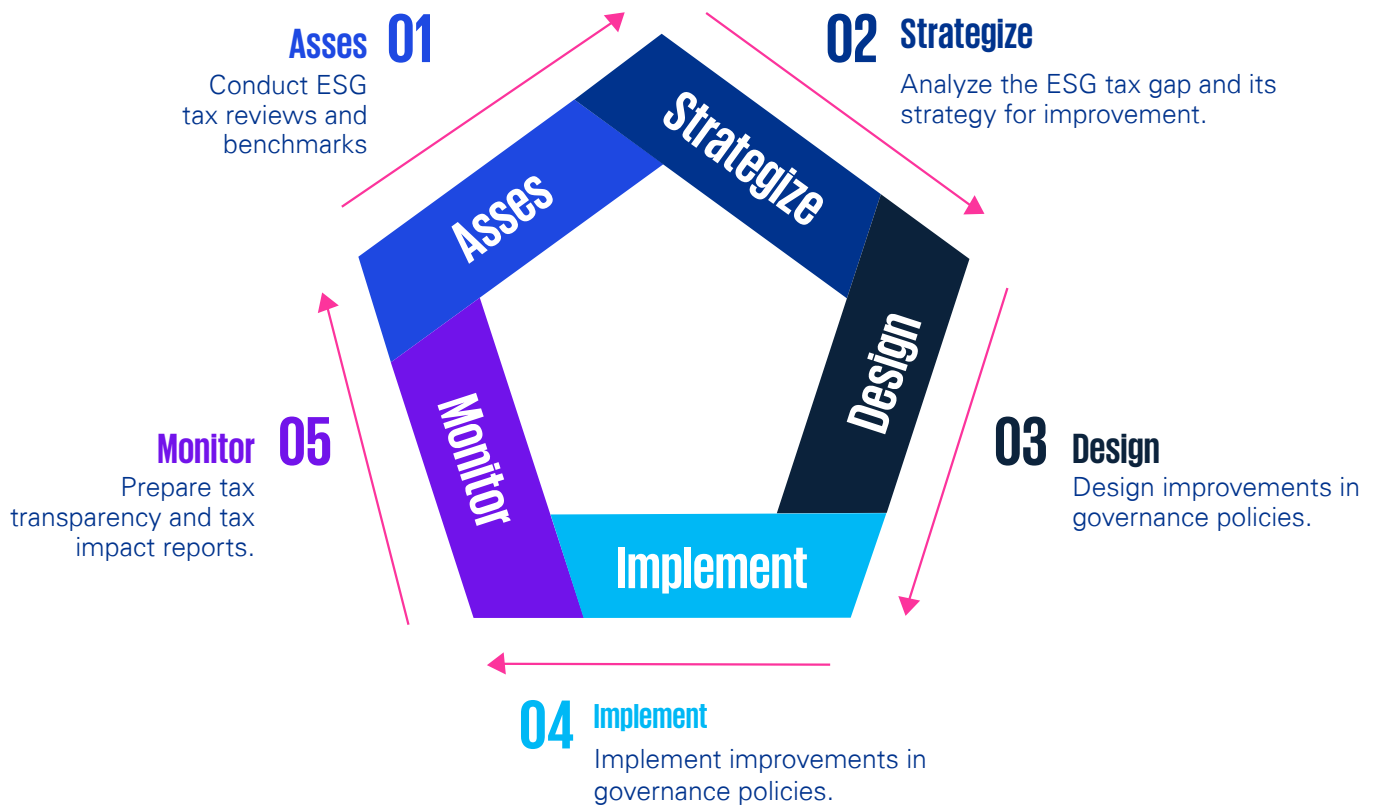 Asses 01
Conduct ESG
tax reviews and
benchmarks
02 Strategize
Analyze the ESG tax gap and its
strategy for improvement.
Strategize
Asses
Design
Monitor
Implement
03 Design
Design improvements in
governance policies.
04 Implement
Implement improvements in
governance policies.
Monitor 05
Prepare tax
transparency and tax
impact reports.